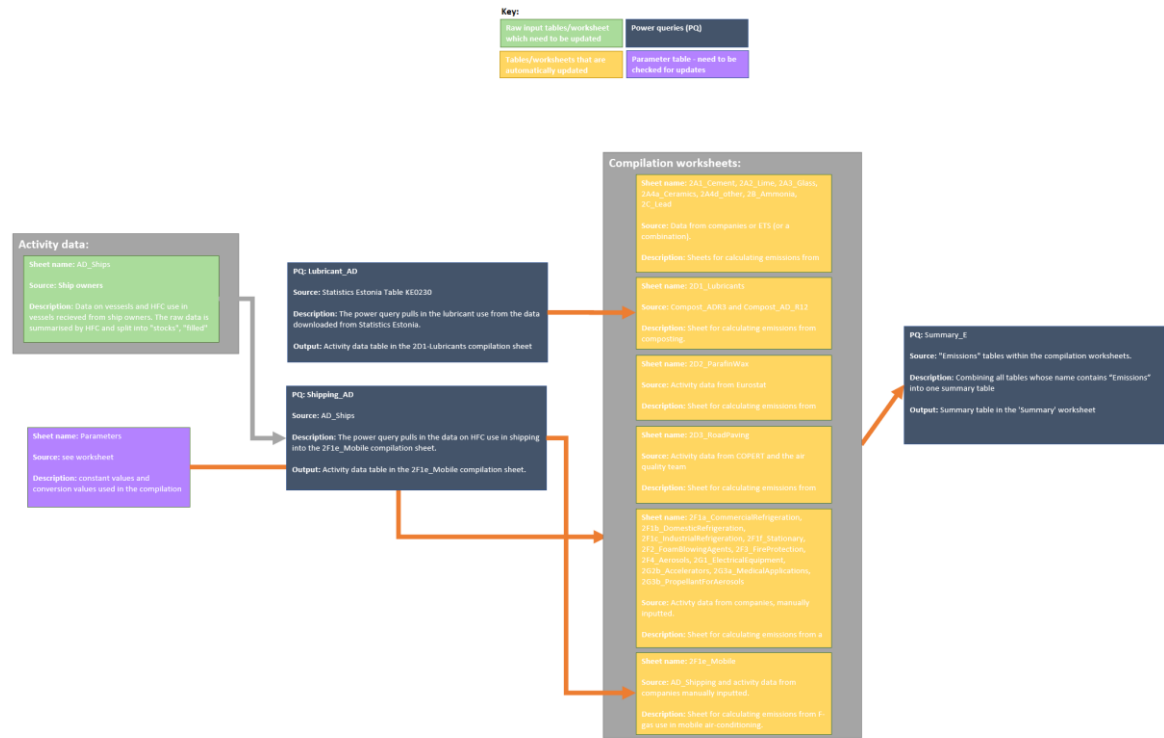 Key:
Raw input tables/worksheet
which need to be updated
Power queries (PQ)
Tables/worksheets that are
automatically updated
Parameter table - need to be
checked for updates
Activity data:
Sheet name: AD_Ships
Source: Ship owners
Description: Data on vessesls and HFC use in
vessels recieved from ship owners. The raw data is
summarised by HFC and split into "stocks", "filled"
Sheet name: Parameters
Source: see worksheet
Description: constant values and
conversion values used in the compilation
PQ: Lubricant_AD
Source: Statistics Estonia Table KE0230
Description: The power query pulls in the lubricant use from the data
downloaded from Statistics Estonia.
Output: Activity data table in the 2D1-Lubricants compilation sheet
PQ: Shipping_AD
Source: AD_Ships
Description: The power query pulls in the data on HFC use in shipping
into the 2F1e_Mobile compilation sheet.
Output: Activity data table in the 2F1e_Mobile compilation sheet.
Compilation worksheets:
Sheet name: 2A1_Cement, 2A2_Lime, 2A3_Glass,
2A4a_Ceramics, 2A4d_other, 2B_Ammonia,
2C_Lead
Source: Data from companies or ETS (or a
combination).
Description: Sheets for calculating emissions from
Sheet name: 2D1_Lubricants
Source: Compost_ADR5 and Compost_AD_R12
Description: Sheet for calculating emissions from
composting.
Sheet name: 2D2_ParafinWax
Source: Activity data from Eurostat
Description: Sheet for calculating emissions from
Sheet name: 2D3_RoadPaving
Source: Activity data from COPERT and the air
quality team
Description: Sheet for calculating emissions from
Sheet name: 2F1a_CommercialRefrigeration,
2F1b_DomesticRefrigeration,
2F1c_IndustrialRefrigeration, 2F1f_Stationary,
2F2_FoamBlowingAgents, 2F3_FireProtection,
2F4_Aerosols, 2G1_ElectricalEquipment,
2G2b_Accelerators, 2G3a_MedicalApplications,
2G3b_PropellantForAerosols
Source: Activty data from companies, manually
inputted.
Description: Sheet for calculating emissions from a
Sheet name: 2F1e_Mobile
Source: AD_Shipping and activity data from
companies manually inputted.
Description: Sheet for calculating emissions from F-
gas use in mobile air-conditioning.
PQ: Summary_E
Source: "Emissions" tables within the compilation worksheets.
Description: Combining all tables whose name contains "Emissions"
into one summary table
Output: Summary table in the 'Summary' worksheet